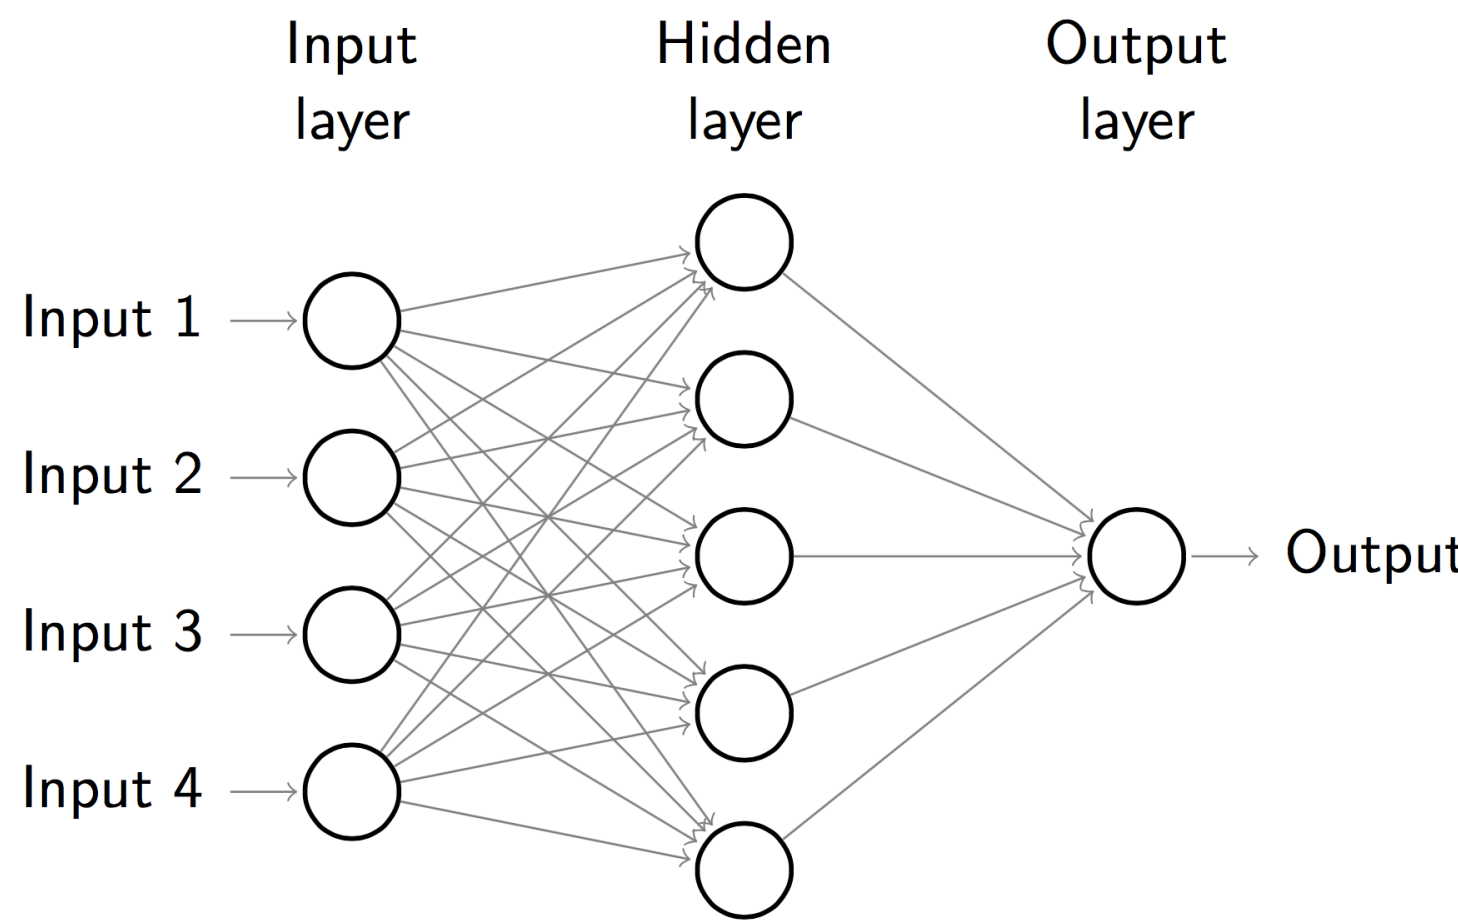 Input
layer
Hidden
layer
Output
layer
Input 1
Input 2
Input 3
Input 4
Output